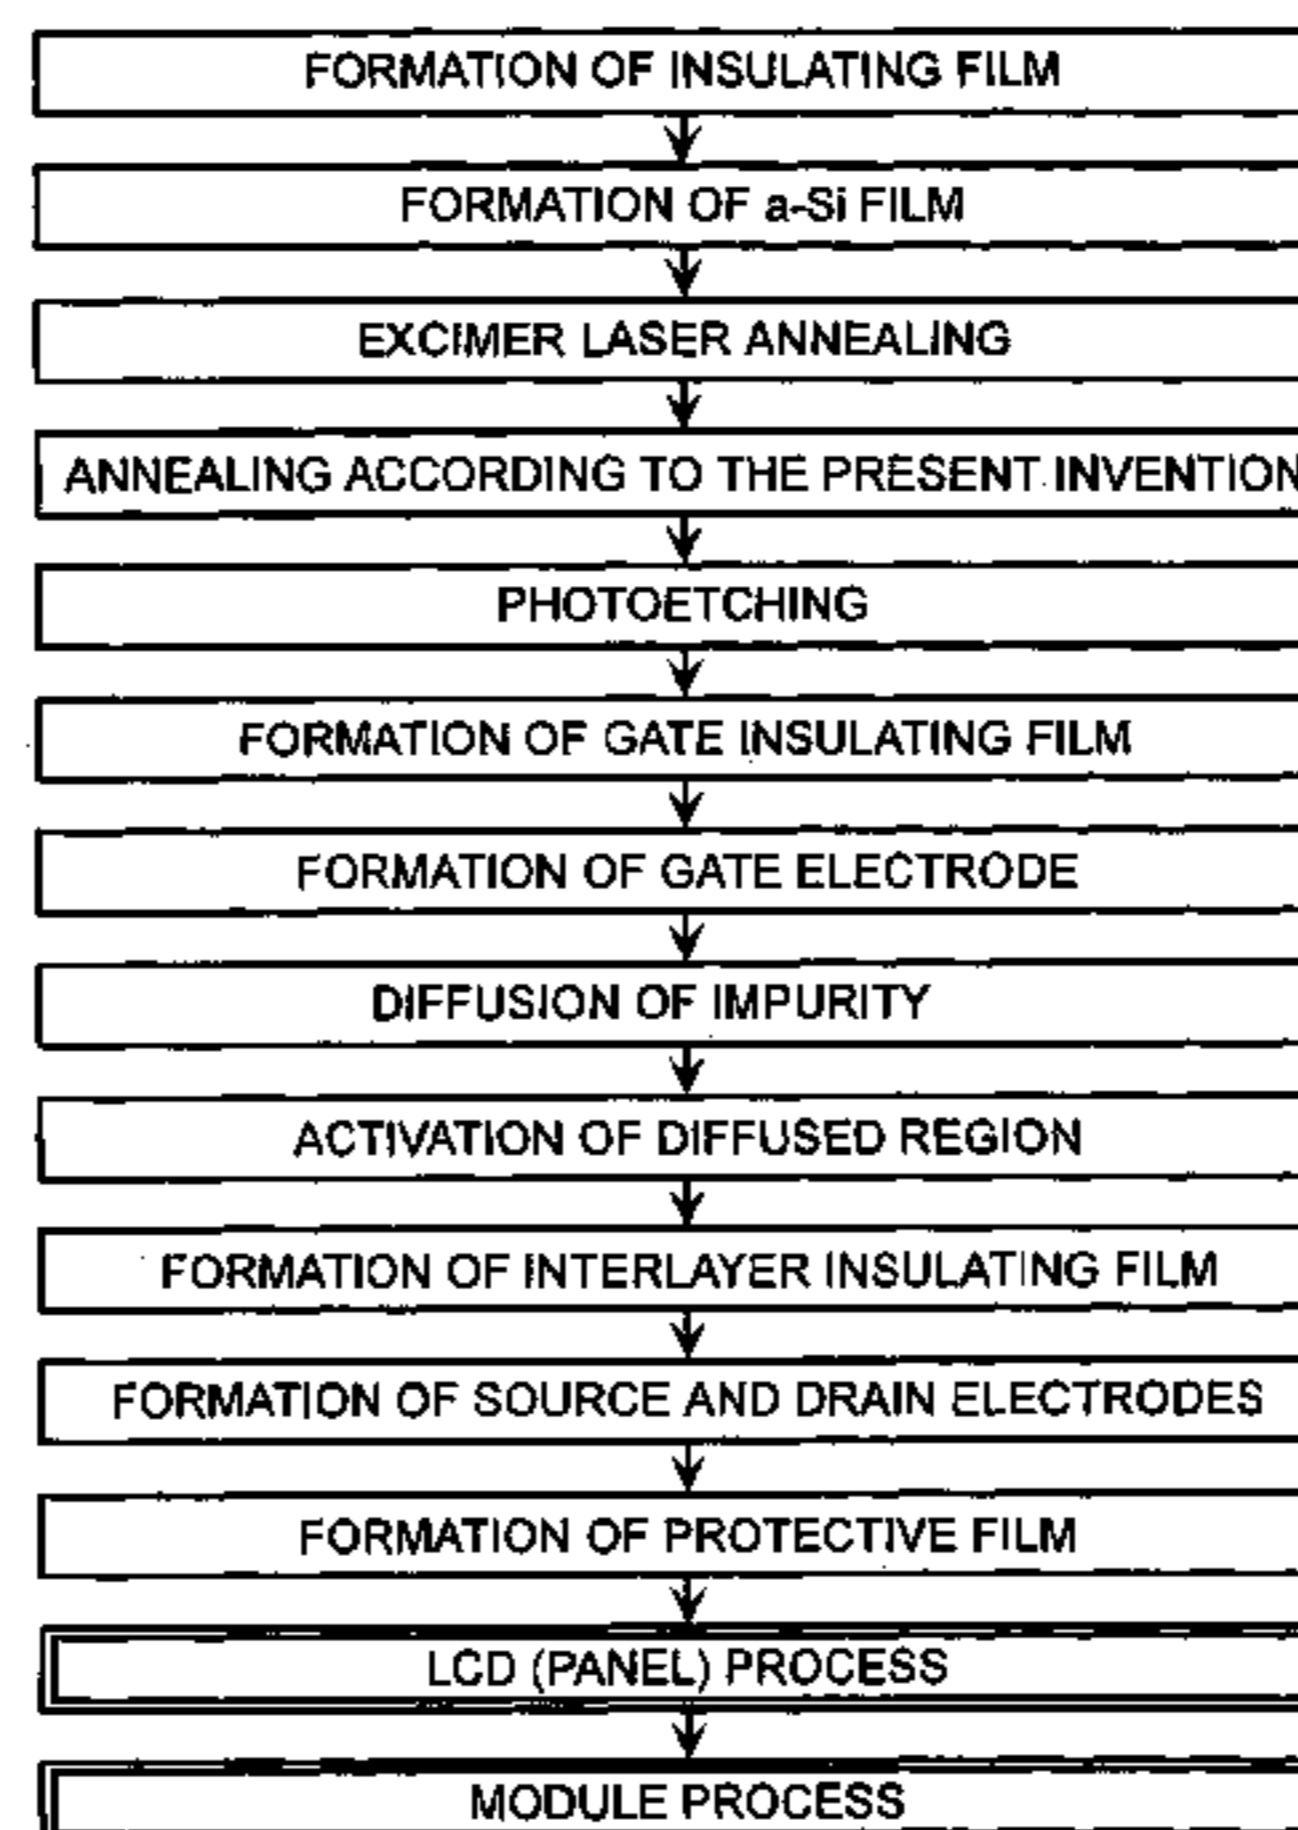 FORMATION OF INSULATING FILM
FORMATION OF a-Si FILM
EXCIMER LASER ANNEALING
ANNEALING ACCORDING TO THE PRESENT INVENTION
PHOTOETCHING
FORMATION OF GATE INSULATING FILM
FORMATION OF GATE ELECTRODE
DIFFUSION OF IMPURITY
ACTIVATION OF DIFFUSED REGION
FORMATION OF INTERLAYER INSULATING FILM
FORMATION OF SOURCE AND DRAIN ELECTRODES
FORMATION OF PROTECTIVE FILM
LCD (PANEL) PROCESS
MODULE PROCESS